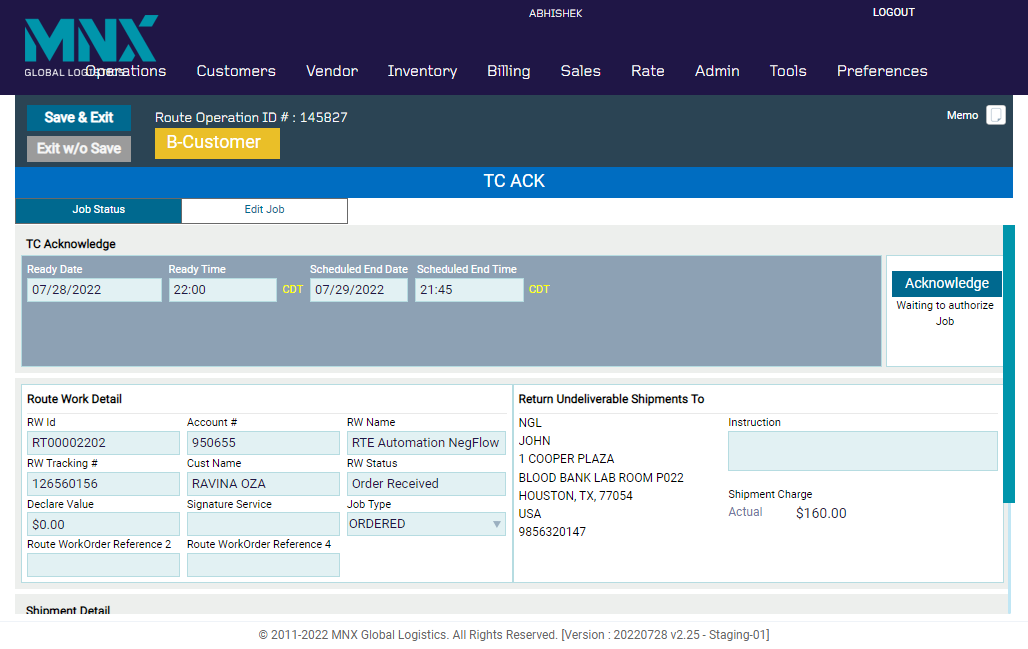 ABHISHEK
LOGOUT
MNX
GLOBAL LOGISTICS
Operations Customers Vendor Inventory Billing Sales Rate Admin Tools Preferences
Save & Exit
Route Operation ID # : 145827
Memo
Exit w/o Save
B-Customer
TC ACK
Job Status
Edit Job
TC Acknowledge
Ready Date Ready Time Scheduled End Date Scheduled End Time
07/28/2022 22:00 CDT 07/29/2022 21:45 CDT
Acknowledge
Waiting to authorize
Job
Route Work Detail
RW Id Account # RW Name
RT00002202 950655 RTE Automation NegFlow
RW Tracking # Cust Name RW Status
126560156 RAVINA OZA Order Received
Declare Value Signature Service Job Type
$0.00 ORDERED
Route WorkOrder Reference 2 Route WorkOrder Reference 4
Return Undeliverable Shipments To
NGL
JOHN
1 COOPER PLAZA
BLOOD BANK LAB ROOM P022
HOUSTON, TX, 77054
USA
9856320147
Instruction
Shipment Charge
Actual $160.00
Shipment Detail
© 2011-2022 MNX Global Logistics. All Rights Reserved. [Version : 20220728 v2.25 - Staging-01]